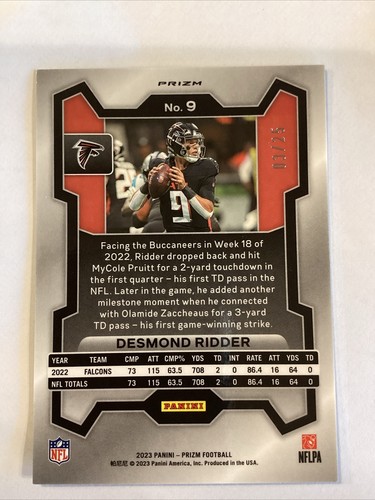 PRIZM
No. 9
01/25
9
Facing the Buccaneers in Week 18 of
2022, Ridder dropped back and hit
MyCole Pruitt for a 2-yard touchdown in
the first quarter – his first TD pass in the
NFL. Later in the game, he added another
milestone moment when he connected
with Olamide Zaccheaus for a 3-yard
TD pass – his first game-winning strike.
DESMOND RIDDER
YEAR TEAM CMP ATT CMP% YDS TD INT RATE ATT YDS TD
2022 FALCONS 73 115 63.5 708 2 0 86.4 16 64 0
NFL TOTALS 73 115 63.5 708 2 0 86.4 16 64 0
PANINI
NFL
2023 PANINI – PRIZM FOOTBALL
帕尼尼 © 2023 Panini America, Inc. Produced in the USA.
NFLPA